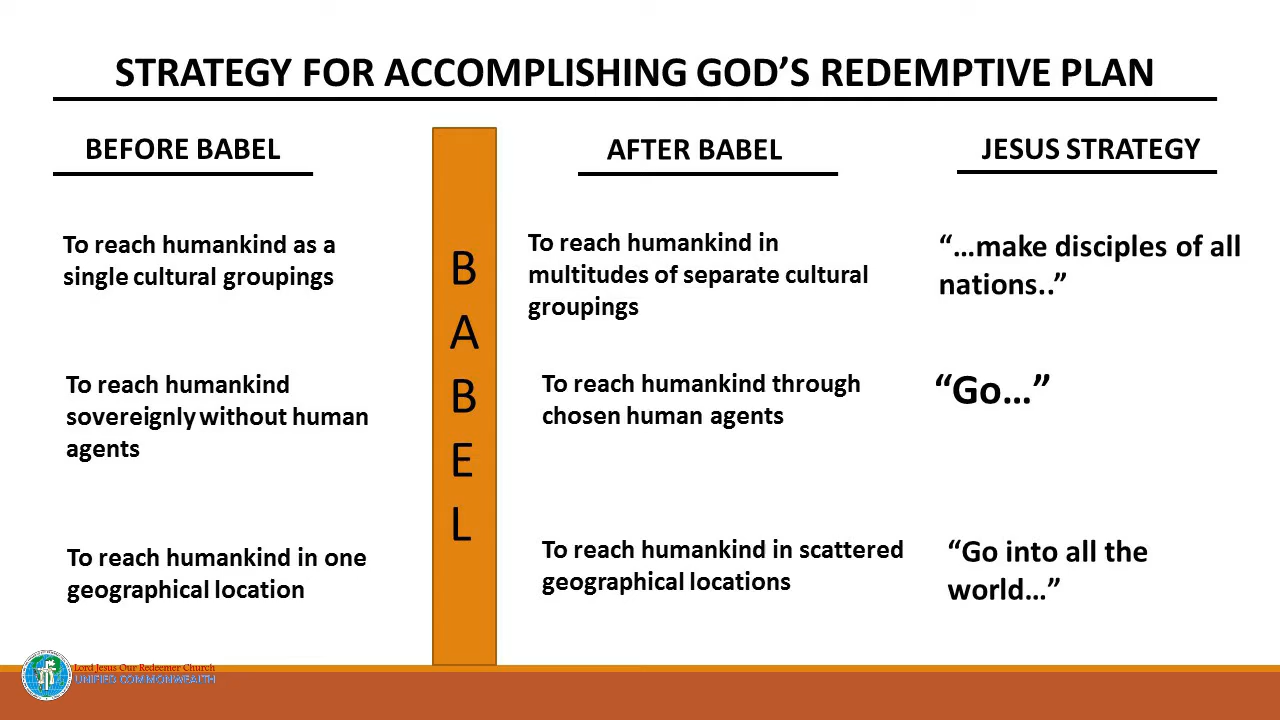 STRATEGY FOR ACCOMPLISHING GOD’S REDEMPTIVE PLAN
BEFORE BABEL
To reach humankind as a
single cultural groupings
To reach humankind
sovereignly without human
agents
To reach humankind in one
geographical location
B
A
B
E
L
AFTER BABEL
To reach humankind in
multitudes of separate cultural
groupings
To reach humankind through
chosen human agents
To reach humankind in scattered
geographical locations
JESUS STRATEGY
“…make disciples of all
nations..”
“Go…”
“Go into all the
world…”
Lord Jesus Our Redeemer Church
UNIFIED COMMONWEALTH